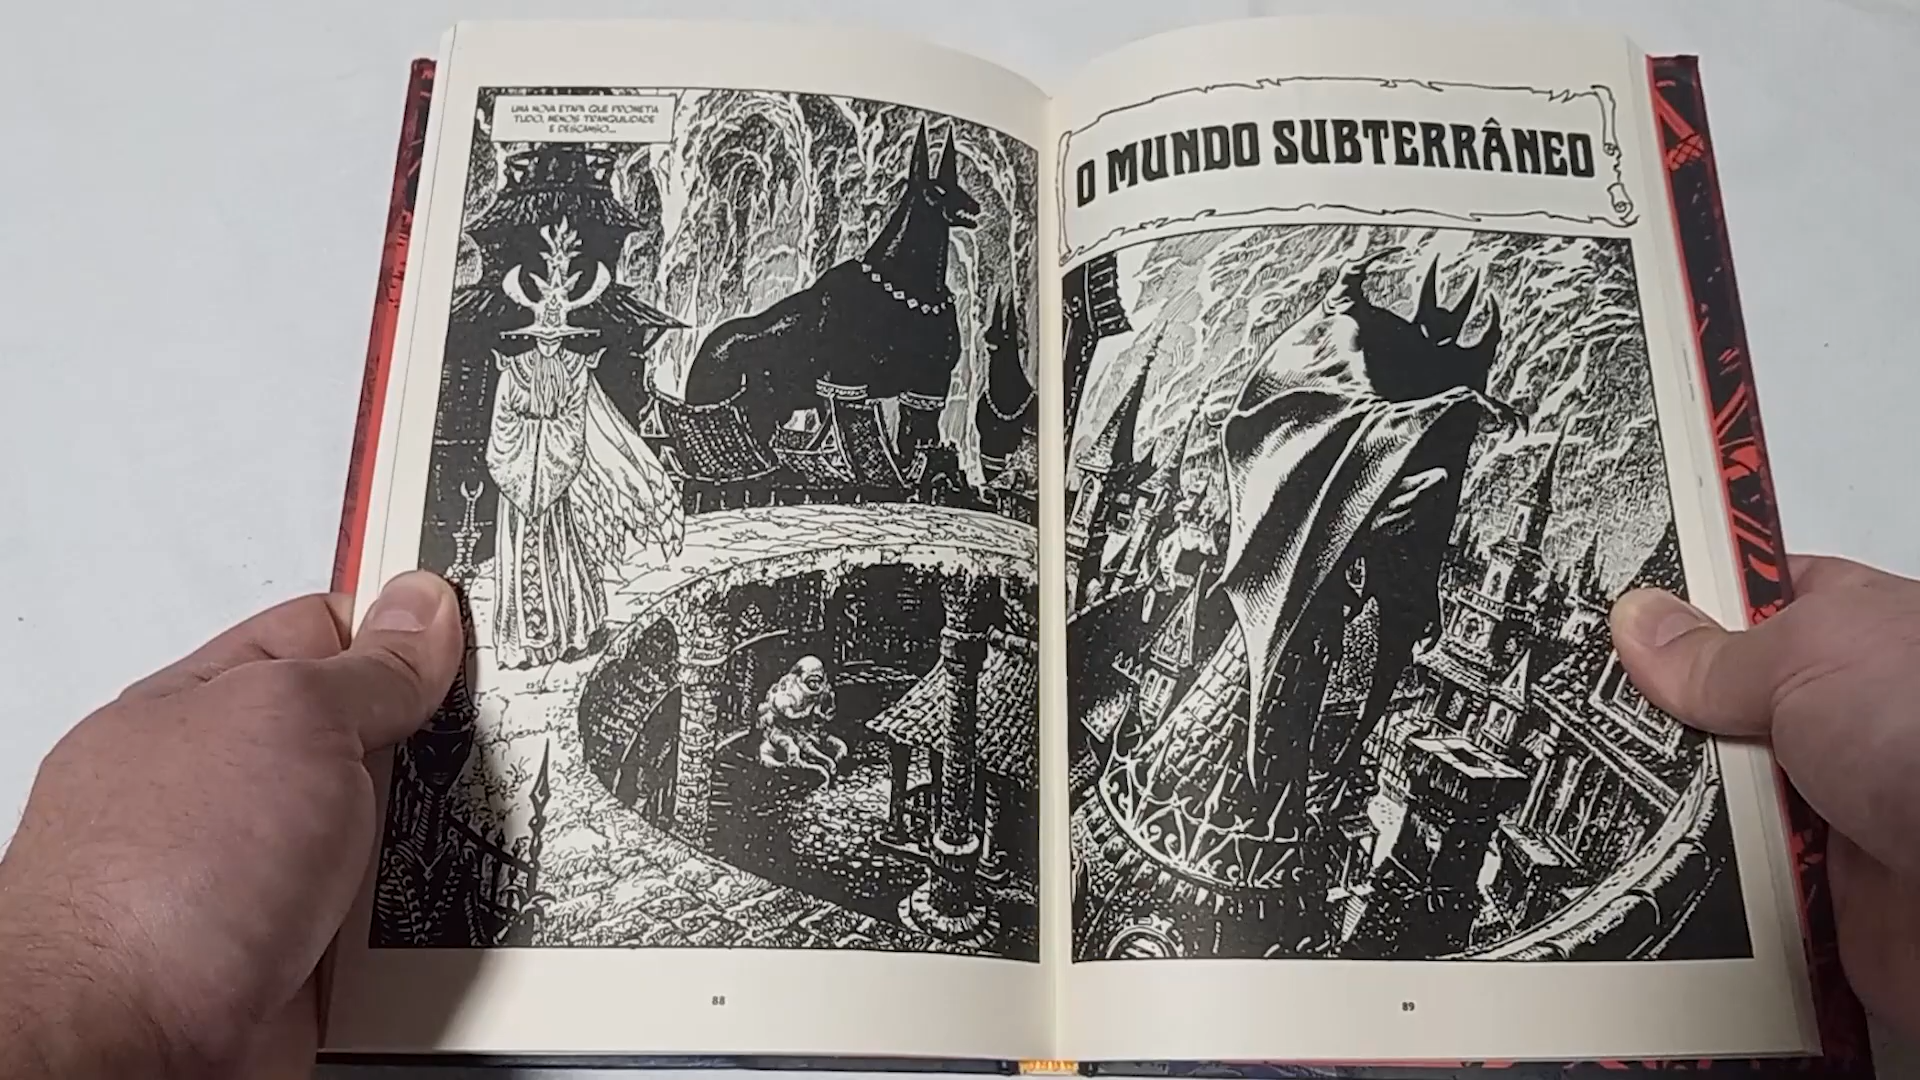 UMA NOVA ETAPA QUE PROMETIA
TUDO, MENOS TRANQUILIDADE
E DESCANSO...
O MUNDO SUBTERRÂNEO
88
89